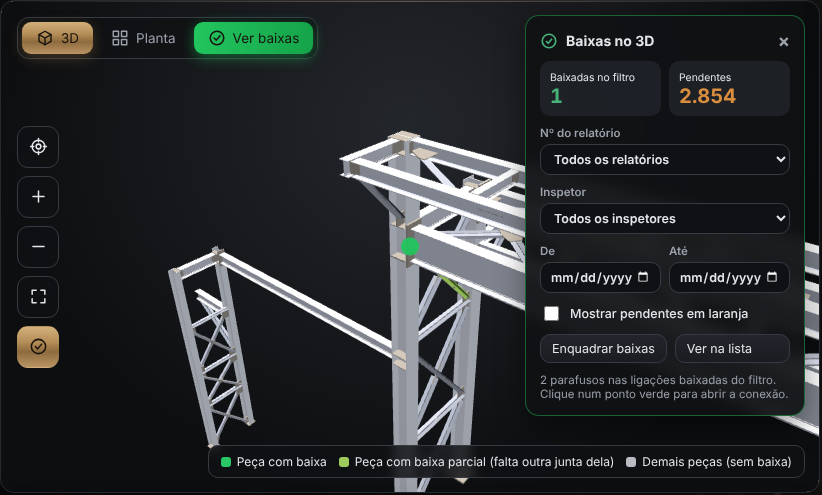 3D Planta Ver baixas
Baixas no 3D ×
Baixadas no filtro Pendentes
1 2.854
Nº do relatório
Todos os relatórios
Inspetor
Todos os inspetores
De Até
mm/dd/yyyy mm/dd/yyyy
Mostrar pendentes em laranja
Enquadrar baixas Ver na lista
2 parafusos nas ligações baixadas do filtro.
Clique num ponto verde para abrir a conexão.
Peça com baixa Peça com baixa parcial (falta outra junta dela) Demais peças (sem baixa)